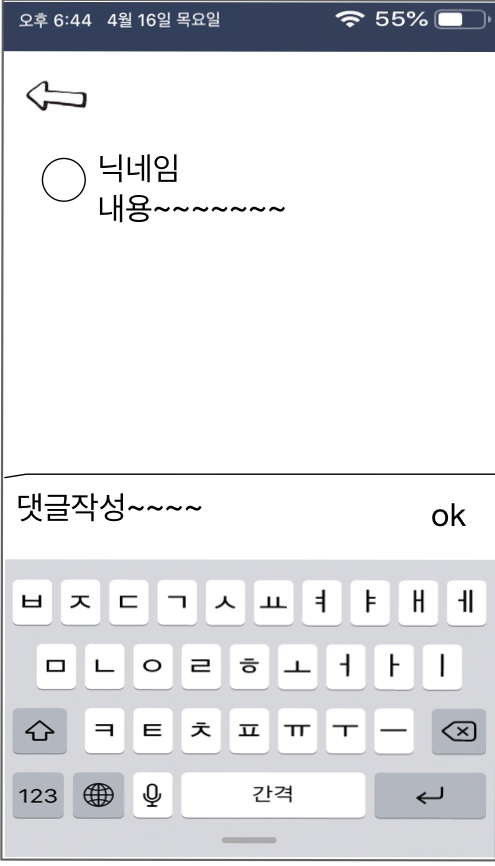 오후 6:44 4월 16일 목요일 55%
닉네임
내용~~~~~~~
댓글작성~~~~ ok
ㅂ ㅈ ㄷ ㄱ ㅅ ㅛ ㅕ ㅑ ㅐ ㅔ
ㅁ ㄴ ㅇ ㄹ ㅎ ㅗ ㅓ ㅏ ㅣ
ㅋ ㅌ ㅊ ㅍ ㅠ ㅜ ㅡ
123 간격